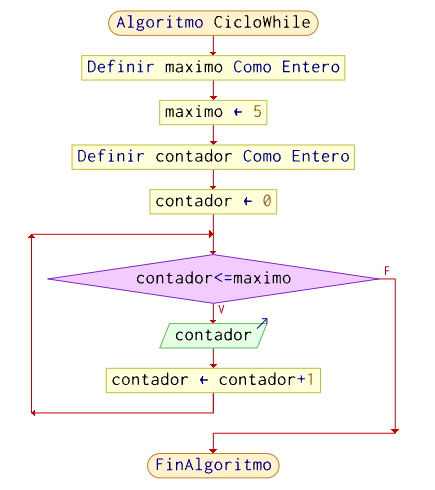 Algoritmo CicloWhile
Definir maximo Como Entero
maximo ← 5
Definir contador Como Entero
contador ← 0
contador<=maximo
F
V
contador
contador ← contador+1
FinAlgoritmo